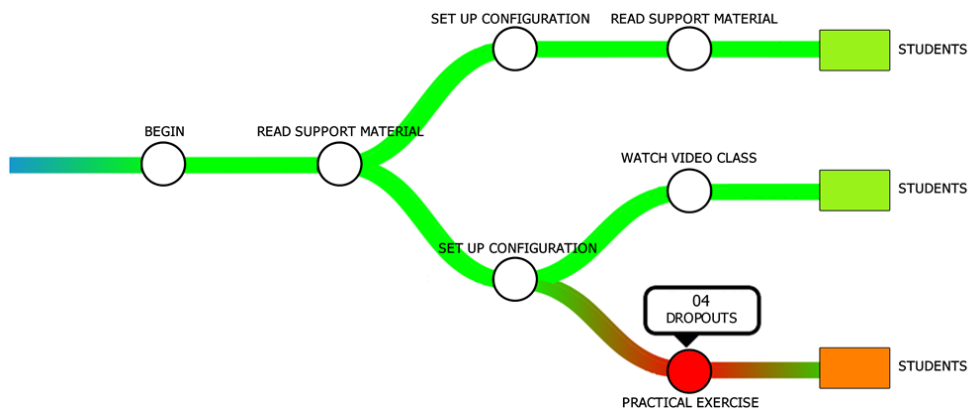 SET UP CONFIGURATION
READ SUPPORT MATERIAL
STUDENTS
BEGIN
READ SUPPORT MATERIAL
WATCH VIDEO CLASS
STUDENTS
SET UP CONFIGURATION
04
DROPOUTS
STUDENTS
PRACTICAL EXERCISE